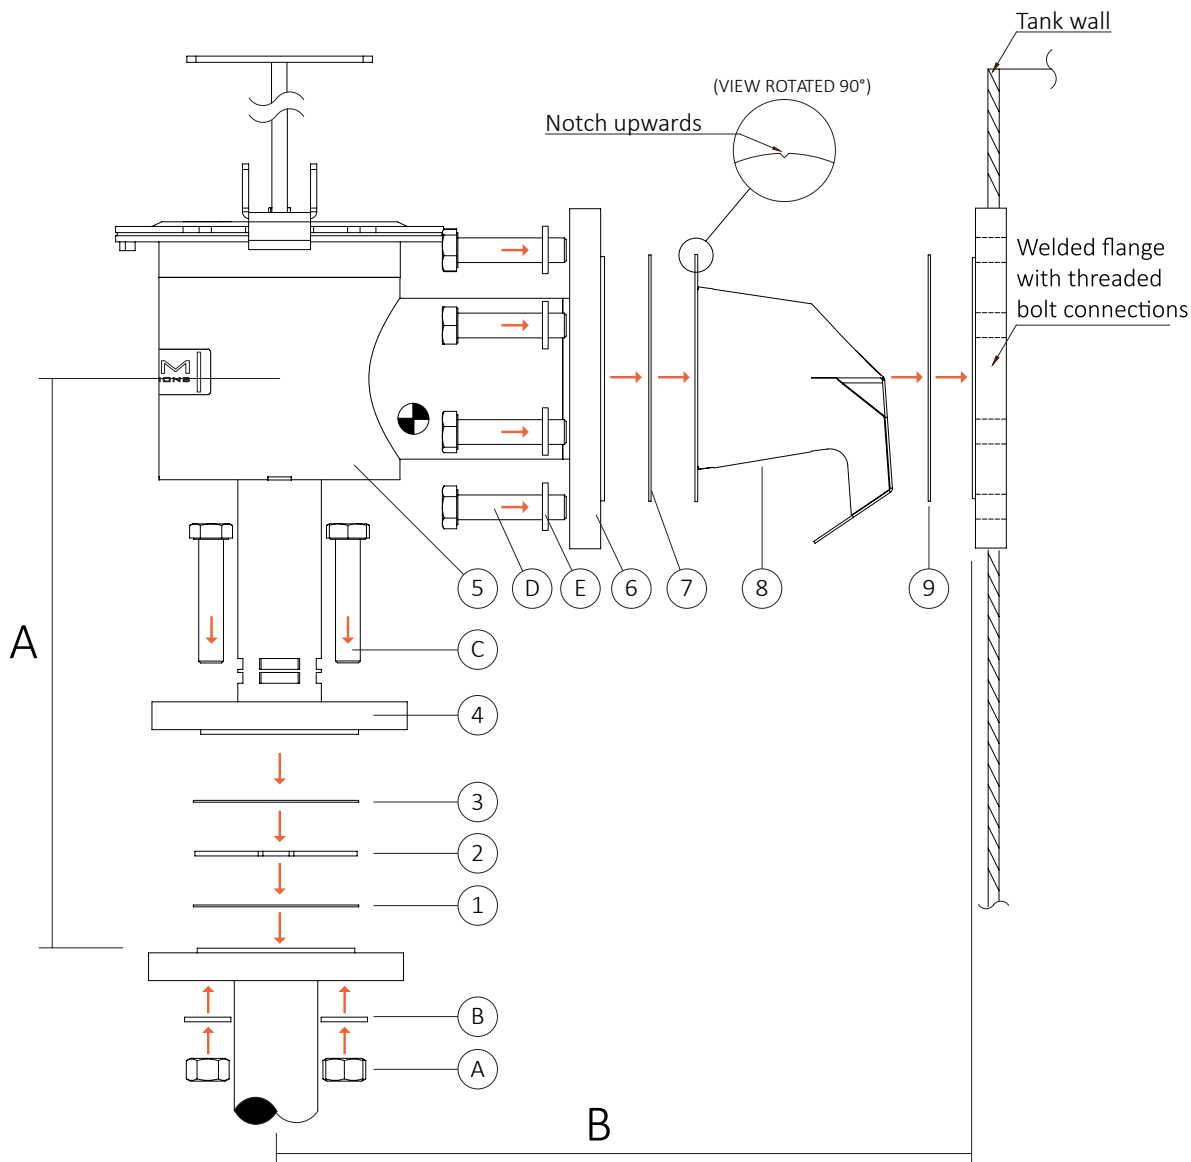 Tank wall
(VIEW ROTATED 90°)
Notch upwards
Welded flange
with threaded
bolt connections
M
IONS
5
D
E
6
7
8
9
A
C
4
3
2
1
B
A
B